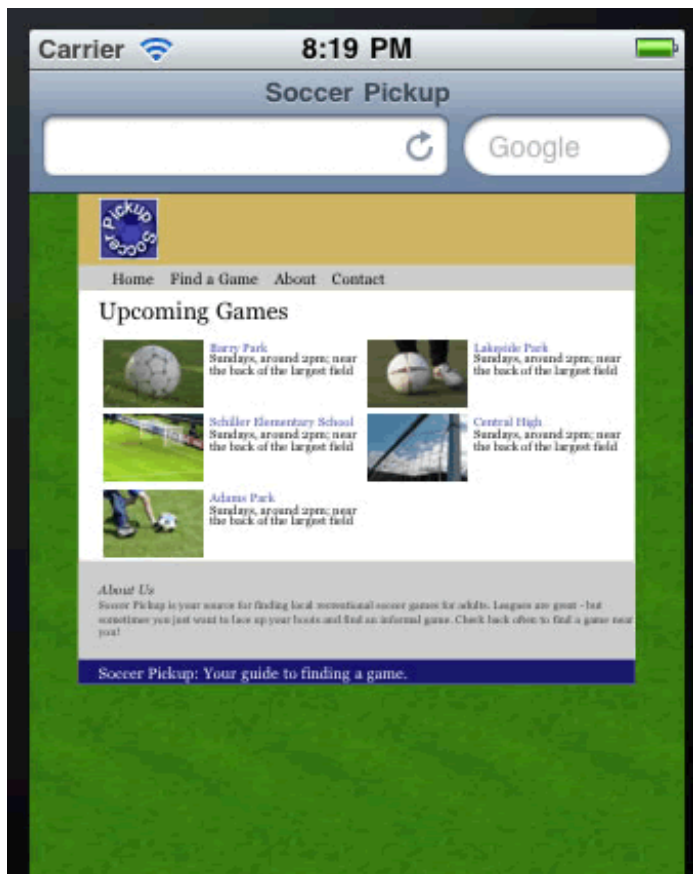 Carrier 8:19 PM
Soccer Pickup
Google
Soccer Pickup
Home Find a Game About Contact
Upcoming Games
Barry Park
Sundays, around 2pm; near
the back of the largest field
Lakeside Park
Sundays, around 2pm; near
the back of the largest field
Schiller Elementary School
Sundays, around 2pm; near
the back of the largest field
Central High
Sundays, around 2pm; near
the back of the largest field
Adams Park
Sundays, around 2pm; near
the back of the largest field
About Us
Soccer Pickup is your source for finding local recreational soccer games for adults. Leagues are great - but
sometimes you just want to lace up your boots and find an informal game. Check back often to find a game near
you!
Soccer Pickup: Your guide to finding a game.